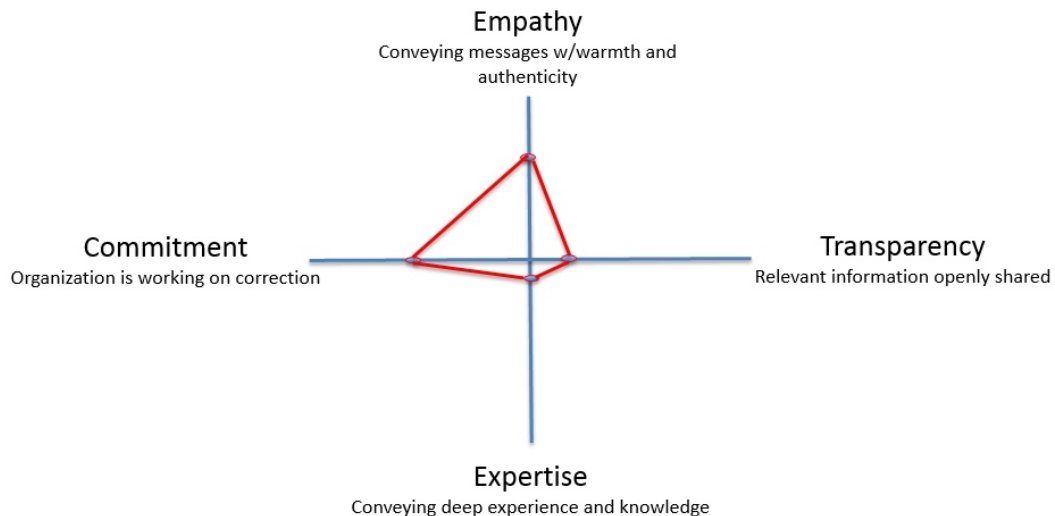 Empathy
Conveying messages w/warmth and
authenticity
Commitment
Organization is working on correction
Transparency
Relevant information openly shared
Expertise
Conveying deep experience and knowledge